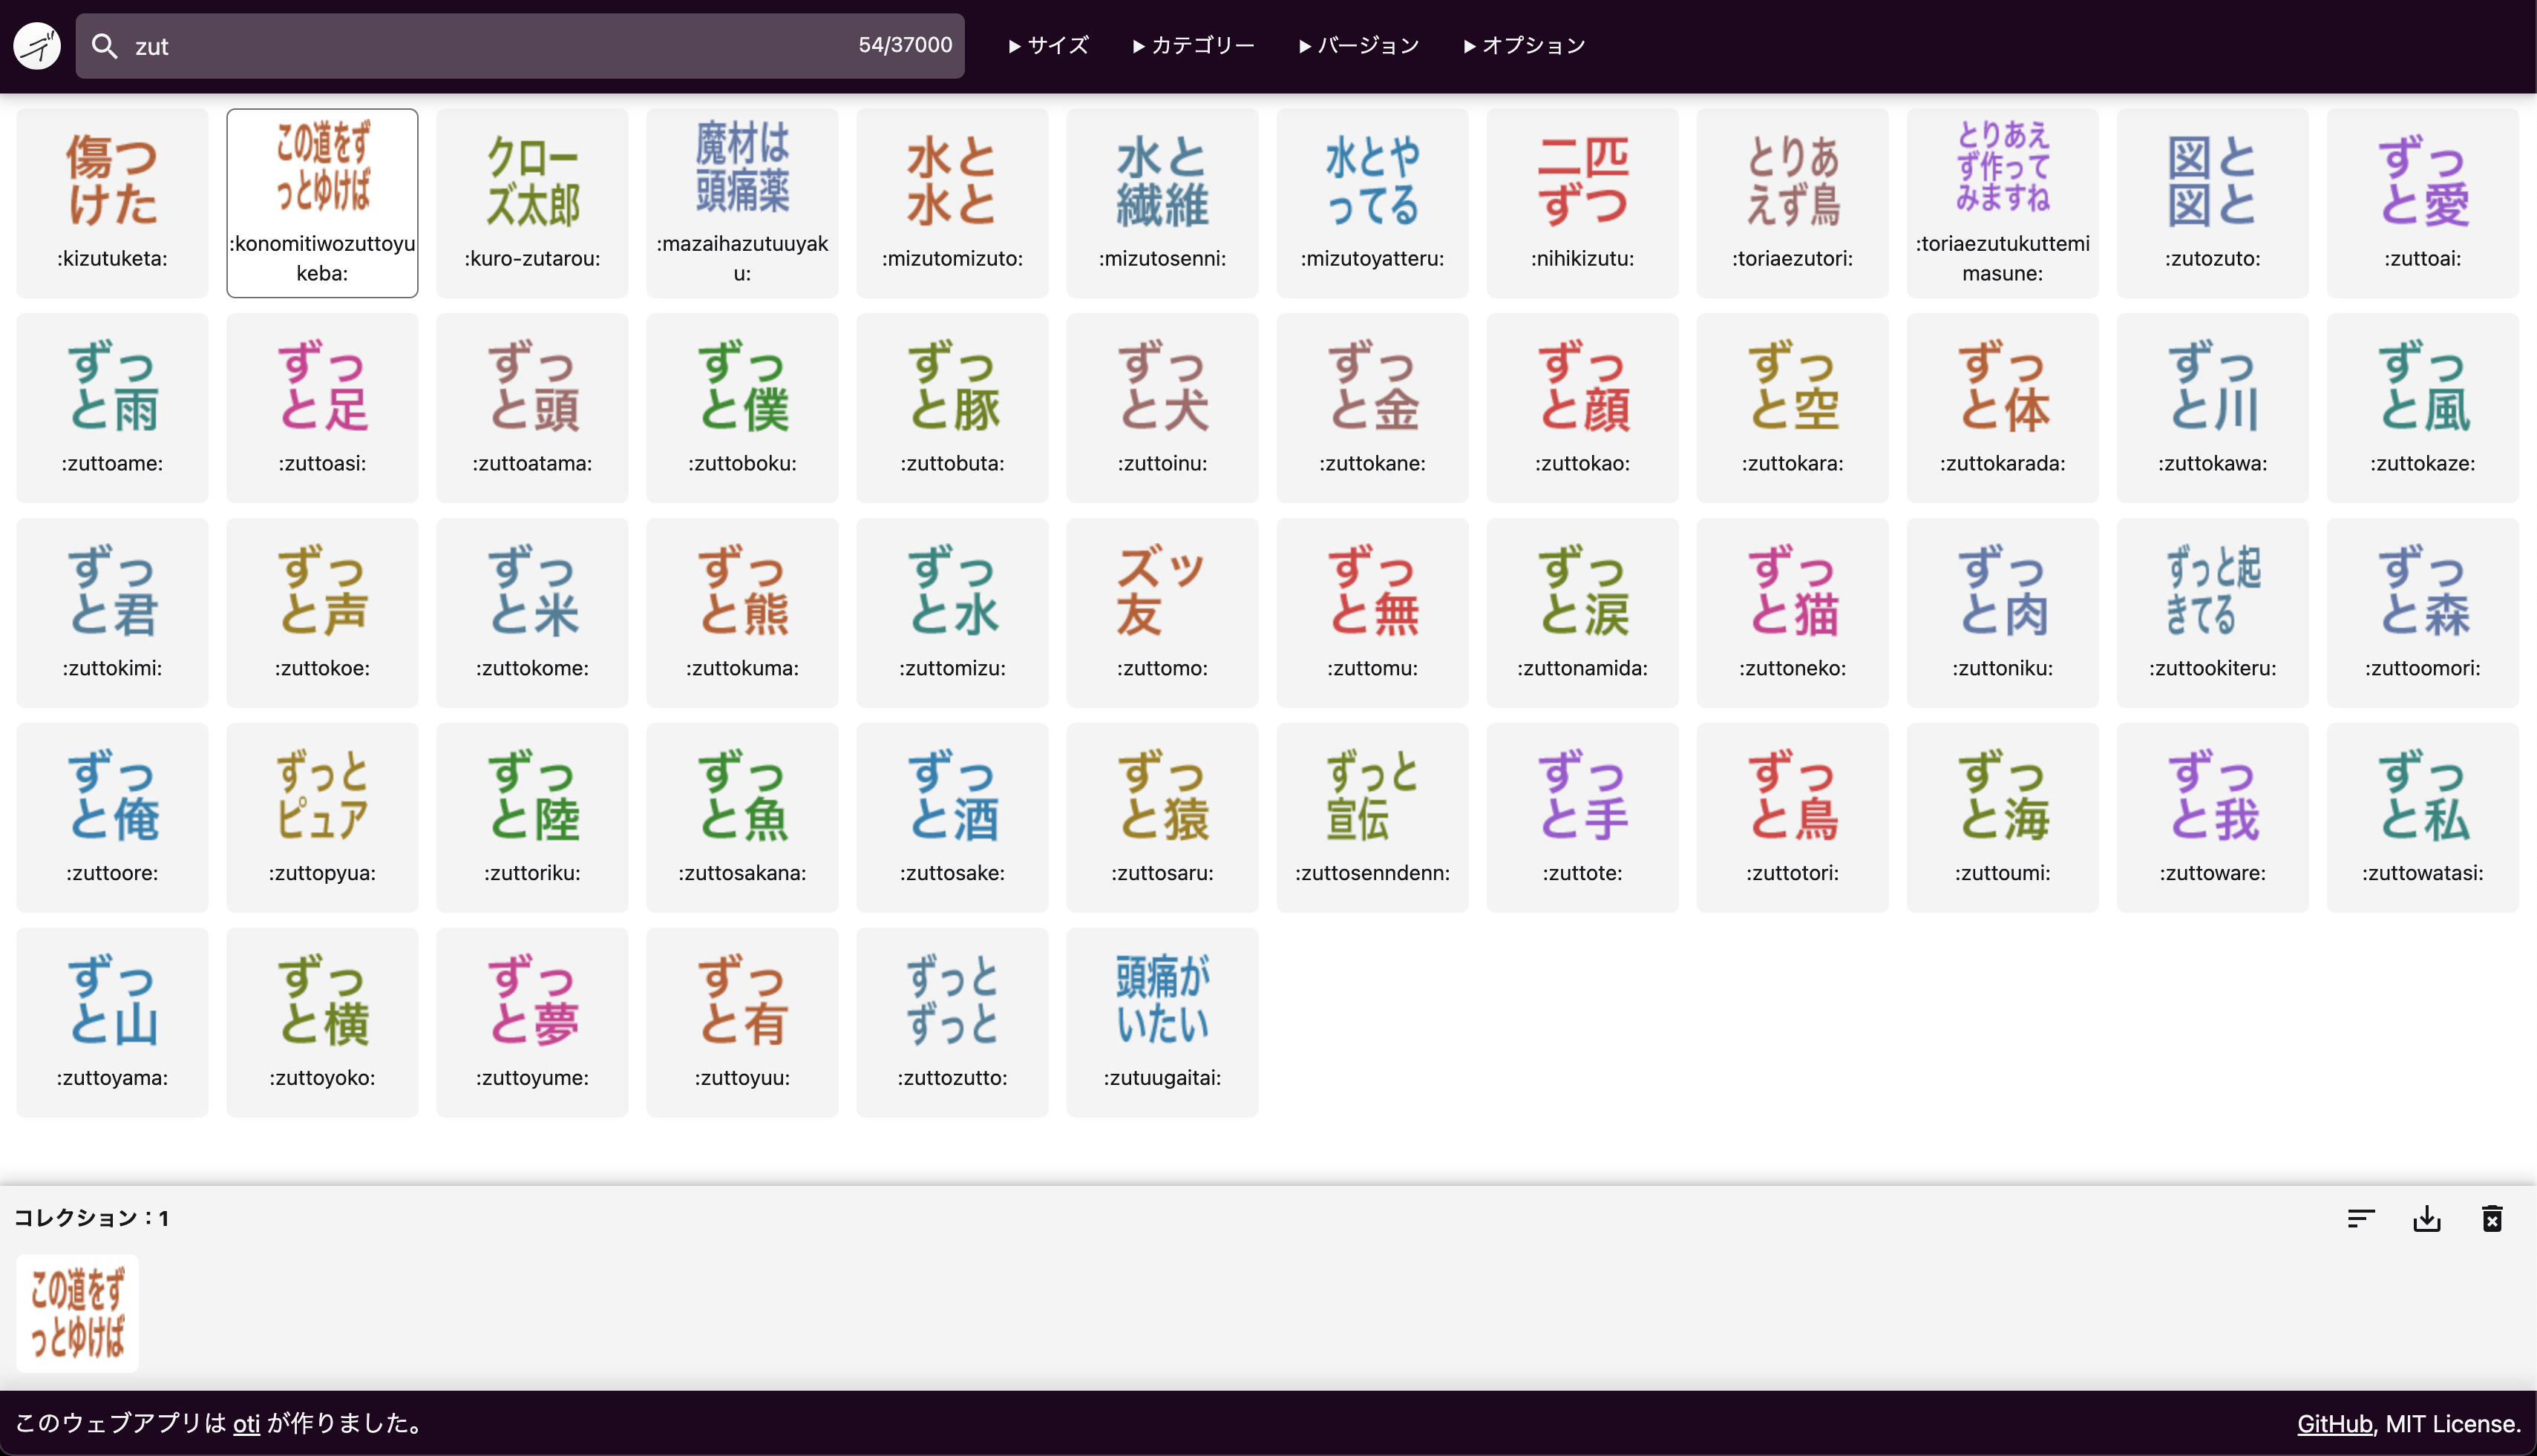 デ
zut
54/37000
▶ サイズ
▶ カテゴリー
▶ バージョン
▶ オプション
傷つ
けた
:kizutuketa:
この道をず
っとゆけば
:konomitiwozuttoyu
keba:
クロー
ズ太郎
:kuro-zutarou:
魔材は
頭痛薬
:mazaihazutuuyak
u:
水と
水と
:mizutomizuto:
水と
繊維
:mizutosenni:
水とや
ってる
:mizutoyatteru:
二匹
ずつ
:nihikizutu:
とりあ
えず鳥
:toriaezutori:
とりあえ
ず作って
みますね
:toriaezutukuttemi
masune:
図と
図と
:zutozuto:
ずっ
と愛
:zuttoai:
ずっ
と雨
:zuttoame:
ずっ
と足
:zuttoasi:
ずっ
と頭
:zuttoatama:
ずっ
と僕
:zuttoboku:
ずっ
と豚
:zuttobuta:
ずっ
と犬
:zuttoinu:
ずっ
と金
:zuttokane:
ずっ
と顔
:zuttokao:
ずっ
と空
:zuttokara:
ずっ
と体
:zuttokarada:
ずっ
と川
:zuttokawa:
ずっ
と風
:zuttokaze:
ずっ
と君
:zuttokimi:
ずっ
と声
:zuttokoe:
ずっ
と米
:zuttokome:
ずっ
と熊
:zuttokuma:
ずっ
と水
:zuttomizu:
ズッ
友
:zuttomo:
ずっ
と無
:zuttomu:
ずっ
と涙
:zuttonamida:
ずっ
と猫
:zuttoneko:
ずっ
と肉
:zuttoniku:
ずっと起
きてる
:zuttookiteru:
ずっ
と森
:zuttoomori:
ずっ
と俺
:zuttoore:
ずっと
ピュア
:zuttopyua:
ずっ
と陸
:zuttoriku:
ずっ
と魚
:zuttosakana:
ずっ
と酒
:zuttosake:
ずっ
と猿
:zuttosaru:
ずっと
宣伝
:zuttosenndenn:
ずっ
と手
:zuttote:
ずっ
と鳥
:zuttotori:
ずっ
と海
:zuttoumi:
ずっ
と我
:zuttoware:
ずっ
と私
:zuttowatasi:
ずっ
と山
:zuttoyama:
ずっ
と横
:zuttoyoko:
ずっ
と夢
:zuttoyume:
ずっ
と有
:zuttoyuu:
ずっと
ずっと
:zuttozutto:
頭痛が
いたい
:zutuugaitai:
コレクション：1
この道をず
っとゆけば
このウェブアプリは oti が作りました。
GitHub, MIT License.